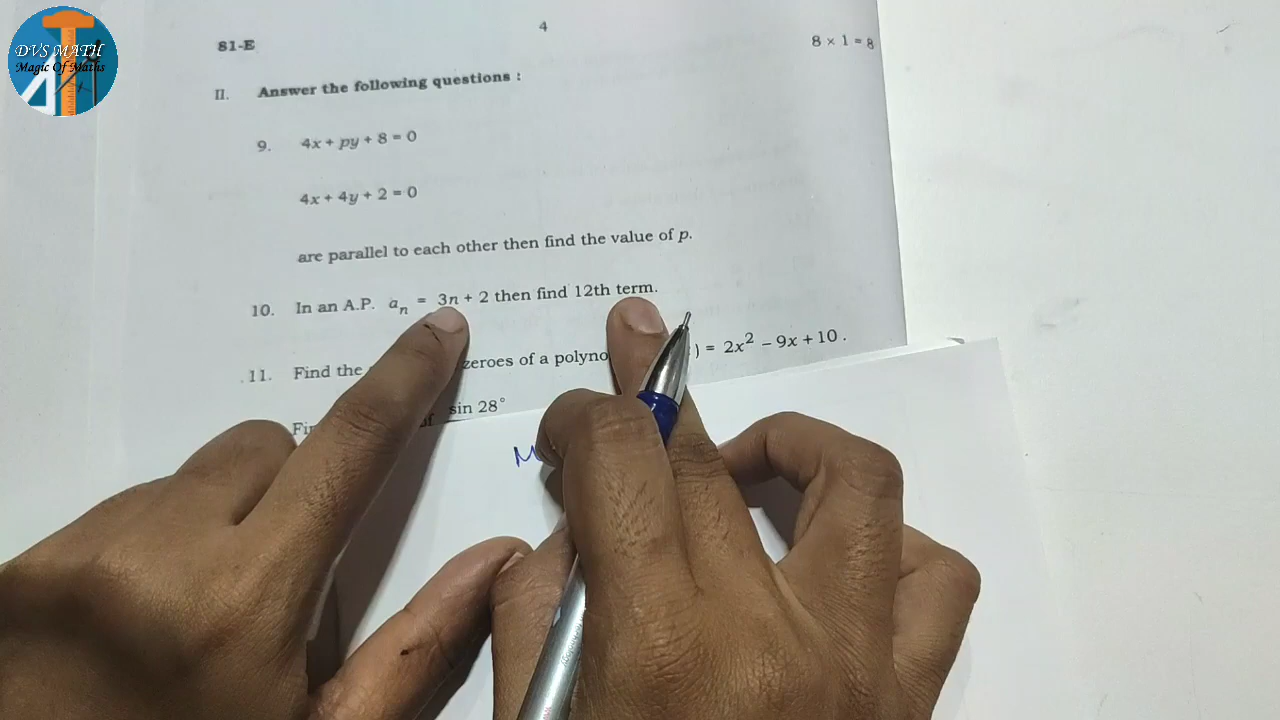 DVS MATH
Magic Of Maths
81-E
4
8 × 1 = 8
II. Answer the following questions :
9. 4x + py + 8 = 0
4x + 4y + 2 = 0
are parallel to each other then find the value of p.
10. In an A.P. aₙ = 3n + 2 then find 12th term.
11. Find the zeroes of a ) = 2x² − 9x + 10 .
sin 28°